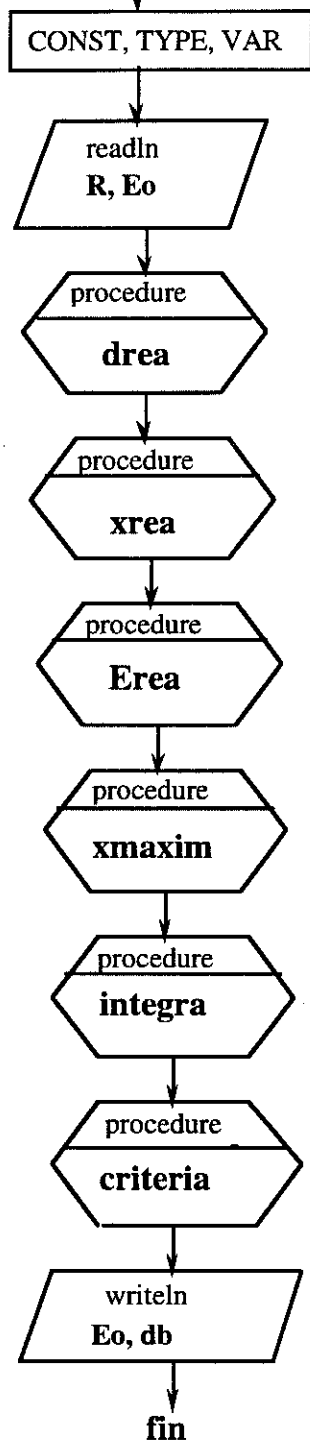 CONST, TYPE, VAR
readln
R, Eo
procedure
drea
procedure
xrea
procedure
Erea
procedure
xmaxim
procedure
integra
procedure
criteria
writeln
Eo, db
fin